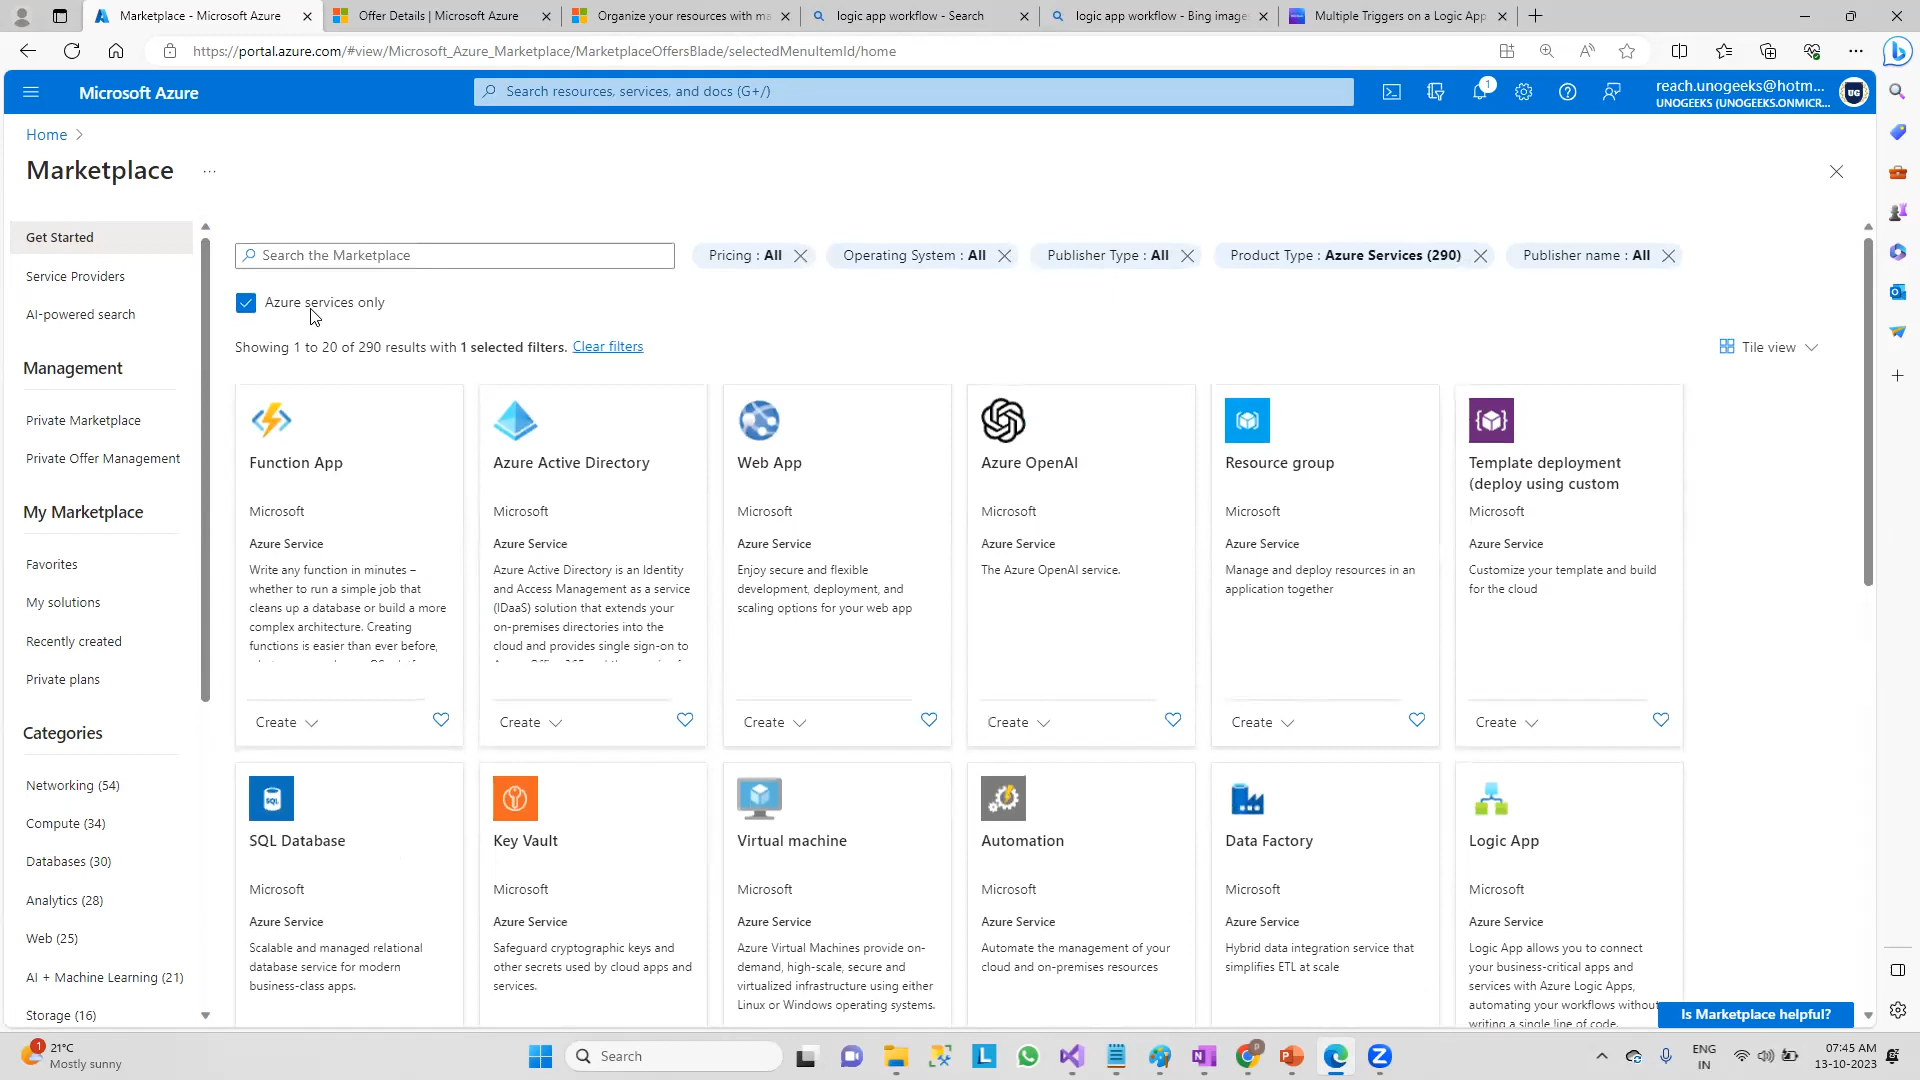 Marketplace - Microsoft Azure
Offer Details | Microsoft Azure
Organize your resources with ma
logic app workflow - Search
logic app workflow - Bing image
Multiple Triggers on a Logic App
https://portal.azure.com/#view/Microsoft_Azure_Marketplace/MarketplaceOffersBlade/selectedMenuItemId/home
Microsoft Azure
Search resources, services, and docs (G+/)
1
reach.unogeeks@hotm...
UNOGEEKS (UNOGEEKS.ONMICR...
UG
Home
Marketplace
...
Get Started
Service Providers
AI-powered search
Management
Private Marketplace
Private Offer Management
My Marketplace
Favorites
My solutions
Recently created
Private plans
Categories
Networking (54)
Compute (34)
Databases (30)
Analytics (28)
Web (25)
AI + Machine Learning (21)
Storage (16)
Search the Marketplace
Pricing : All
Operating System : All
Publisher Type : All
Product Type : Azure Services (290)
Publisher name : All
Azure services only
Showing 1 to 20 of 290 results with 1 selected filters. Clear filters
Tile view
Function App
Microsoft
Azure Service
Write any function in minutes –
whether to run a simple job that
cleans up a database or build a more
complex architecture. Creating
functions is easier than ever before,
Create
Azure Active Directory
Microsoft
Azure Service
Azure Active Directory is an Identity
and Access Management as a service
(IDaaS) solution that extends your
on-premises directories into the
cloud and provides single sign-on to
Create
Web App
Microsoft
Azure Service
Enjoy secure and flexible
development, deployment, and
scaling options for your web app
Create
Azure OpenAI
Microsoft
Azure Service
The Azure OpenAI service.
Create
Resource group
Microsoft
Azure Service
Manage and deploy resources in an
application together
Create
Template deployment
(deploy using custom
Microsoft
Azure Service
Customize your template and build
for the cloud
Create
SQL
SQL Database
Microsoft
Azure Service
Scalable and managed relational
database service for modern
business-class apps.
Key Vault
Microsoft
Azure Service
Safeguard cryptographic keys and
other secrets used by cloud apps and
services.
Virtual machine
Microsoft
Azure Service
Azure Virtual Machines provide on-
demand, high-scale, secure and
virtualized infrastructure using either
Linux or Windows operating systems.
Automation
Microsoft
Azure Service
Automate the management of your
cloud and on-premises resources
Data Factory
Microsoft
Azure Service
Hybrid data integration service that
simplifies ETL at scale
Logic App
Microsoft
Azure Service
Logic App allows you to connect
your business-critical apps and
services with Azure Logic Apps,
automating your workflows without
writing a single line of code.
Is Marketplace helpful?
1
21°C
Mostly sunny
Search
ENG
IN
07:45 AM
13-10-2023